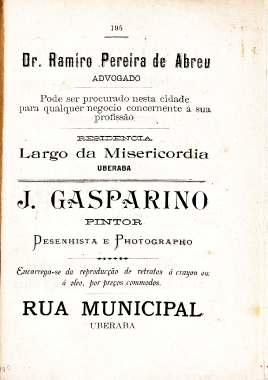 195
Dr. Ramiro Pereira de Abreu
ADVOGADO
Pode ser procurado nesta cidade
para qualquer negocio concernente á sua
profissão.
RESIDENCIA
Largo da Misericordia
UBERABA
J. GASPARINO
PINTOR
DESENHISTA E PHOTOGRAPHO
Encarrega-se da reproducção de retratos á crayon ou
á oleo, por preços commodos.
RUA MUNICIPAL
UBERABA